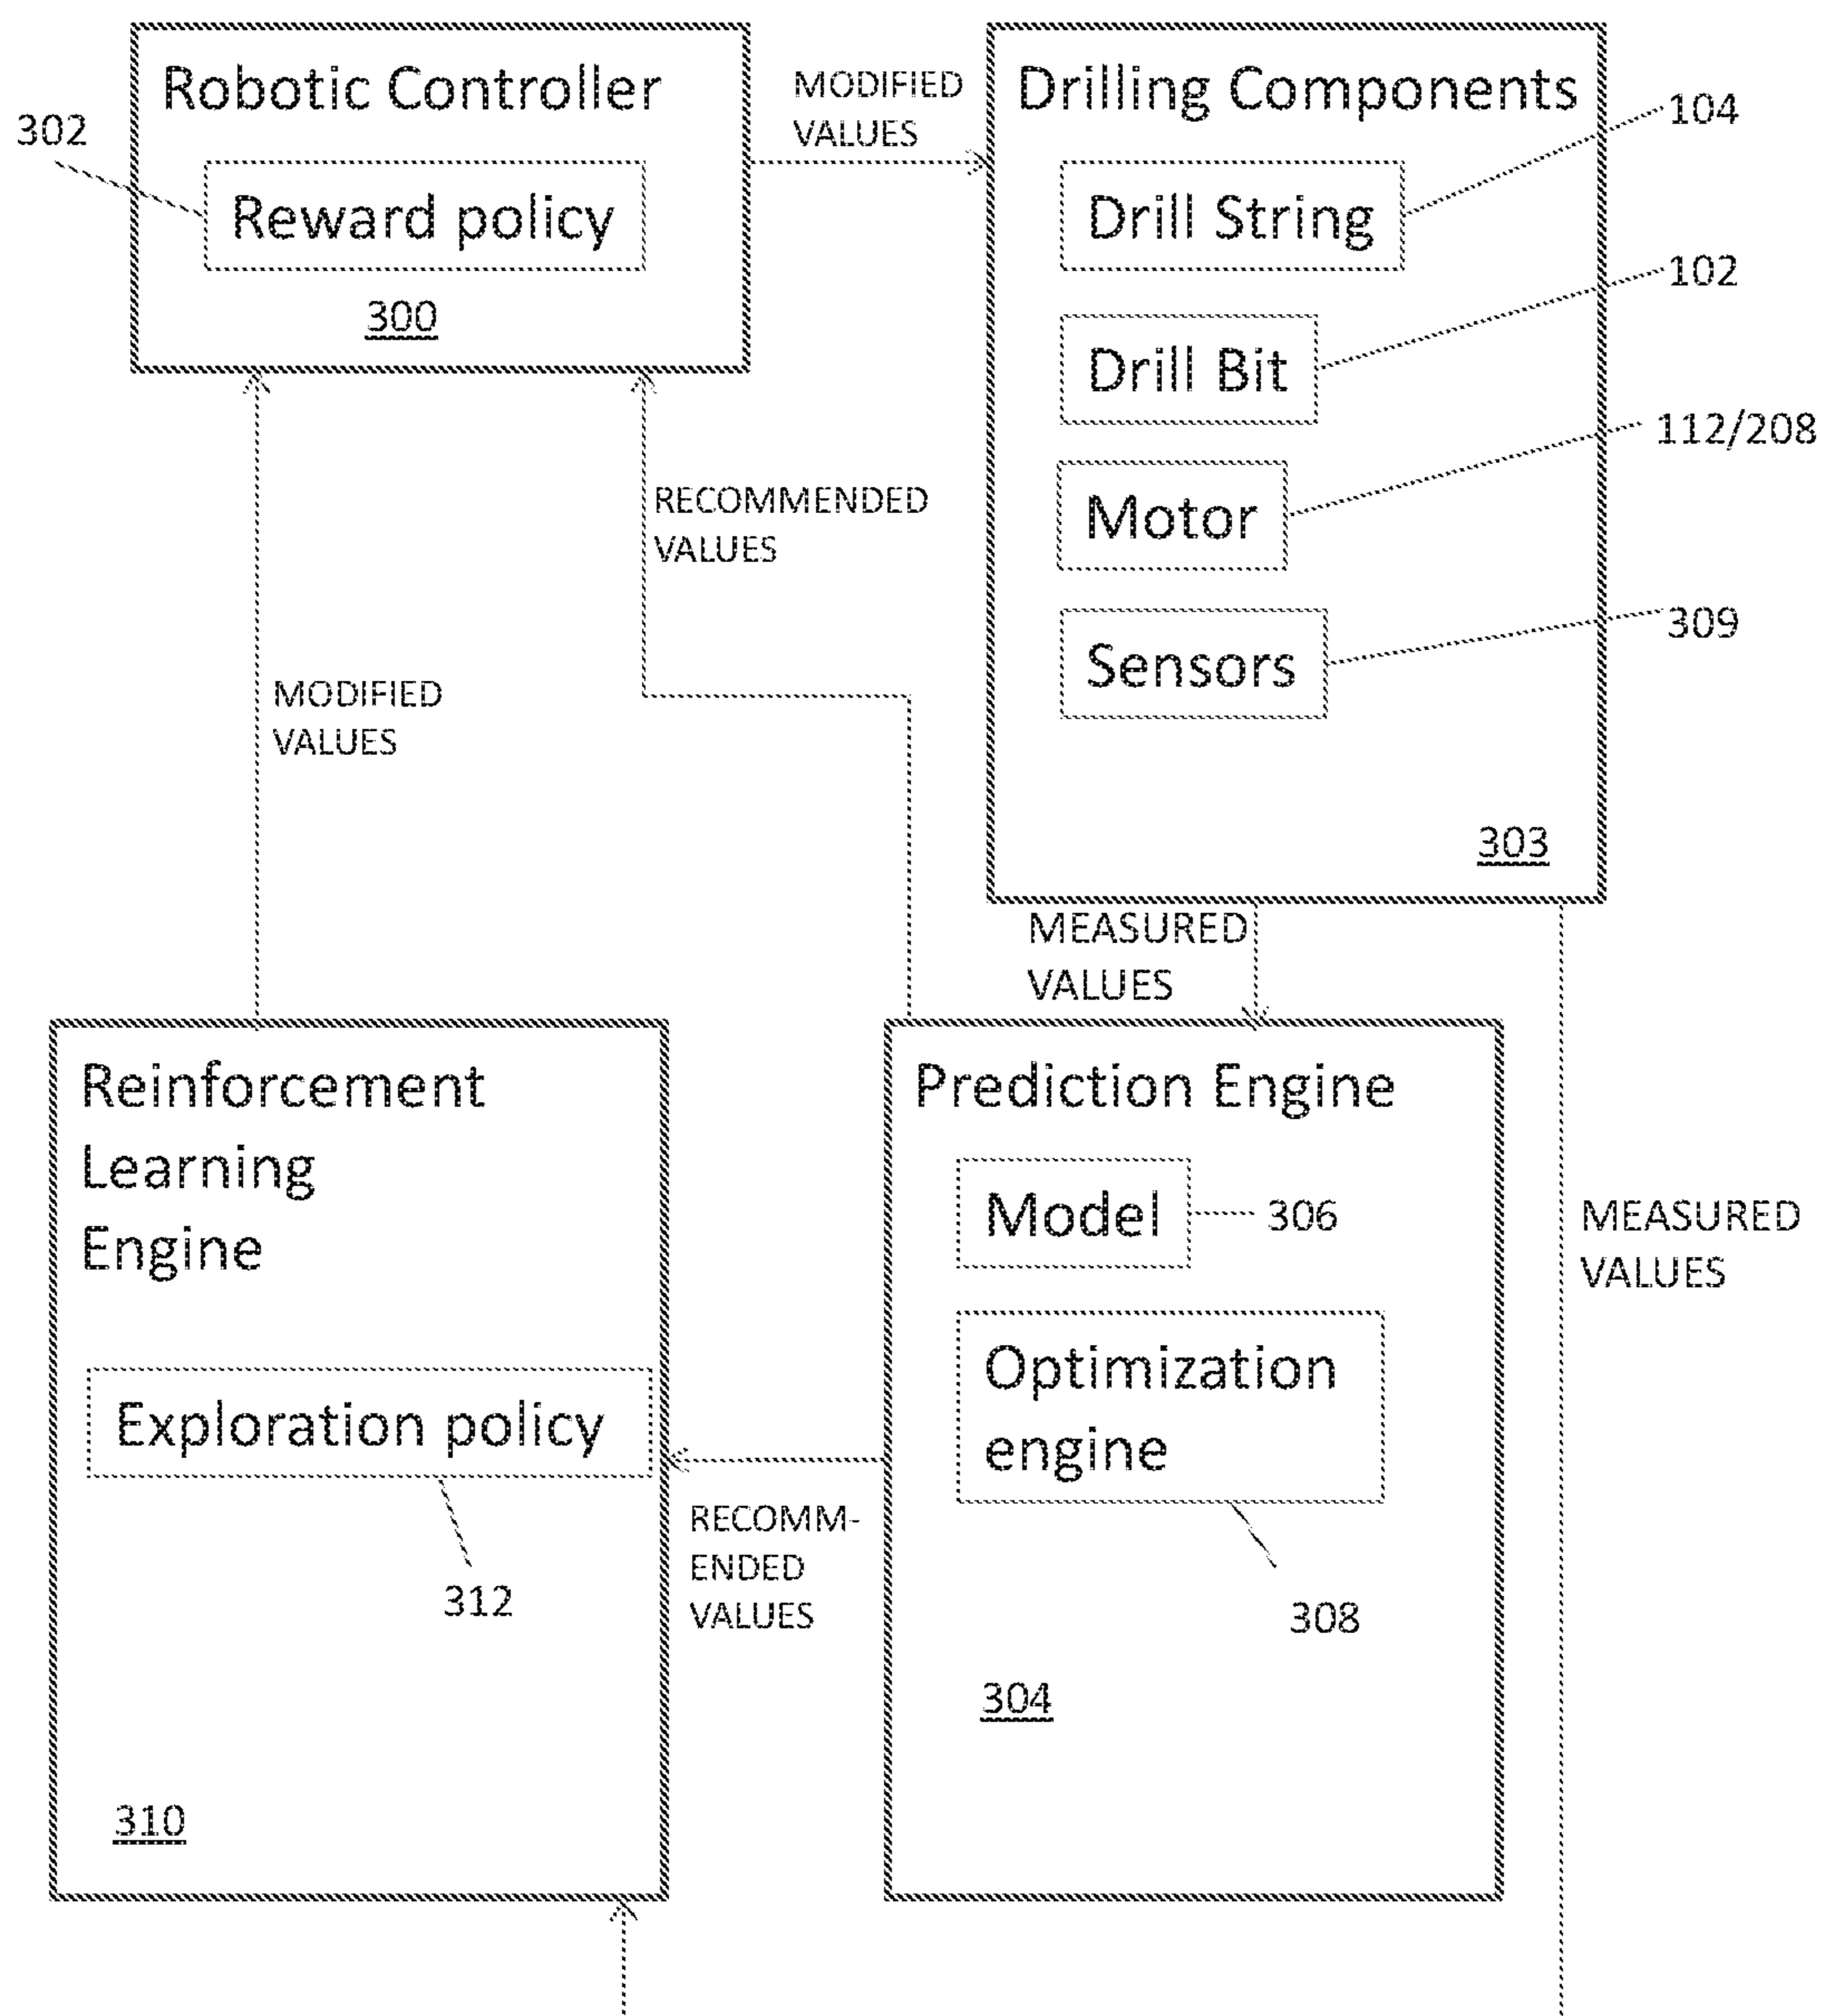 Robotic Controller
302
Reward policy
300
MODIFIED
VALUES
Drilling Components
104
Drill String
102
Drill Bit
112/208
Motor
309
Sensors
303
RECOMMENDED
VALUES
MODIFIED
VALUES
MEASURED
VALUES
Reinforcement
Learning
Engine
Exploration policy
312
310
RECOMM-
ENDED
VALUES
Prediction Engine
Model
306
Optimization
engine
308
304
MEASURED
VALUES